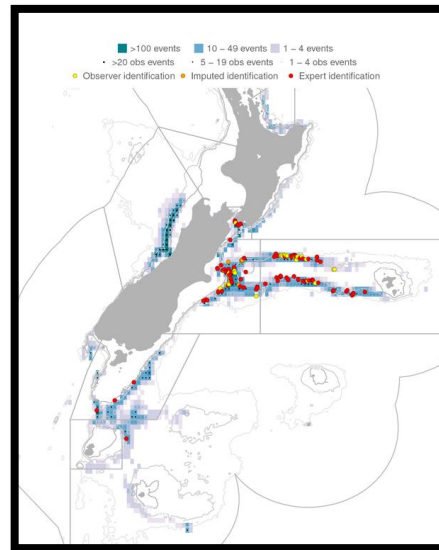 >100 events 10 − 49 events 1 − 4 events
>20 obs events 5 − 19 obs events 1 − 4 obs events
Observer identification Imputed identification Expert identification